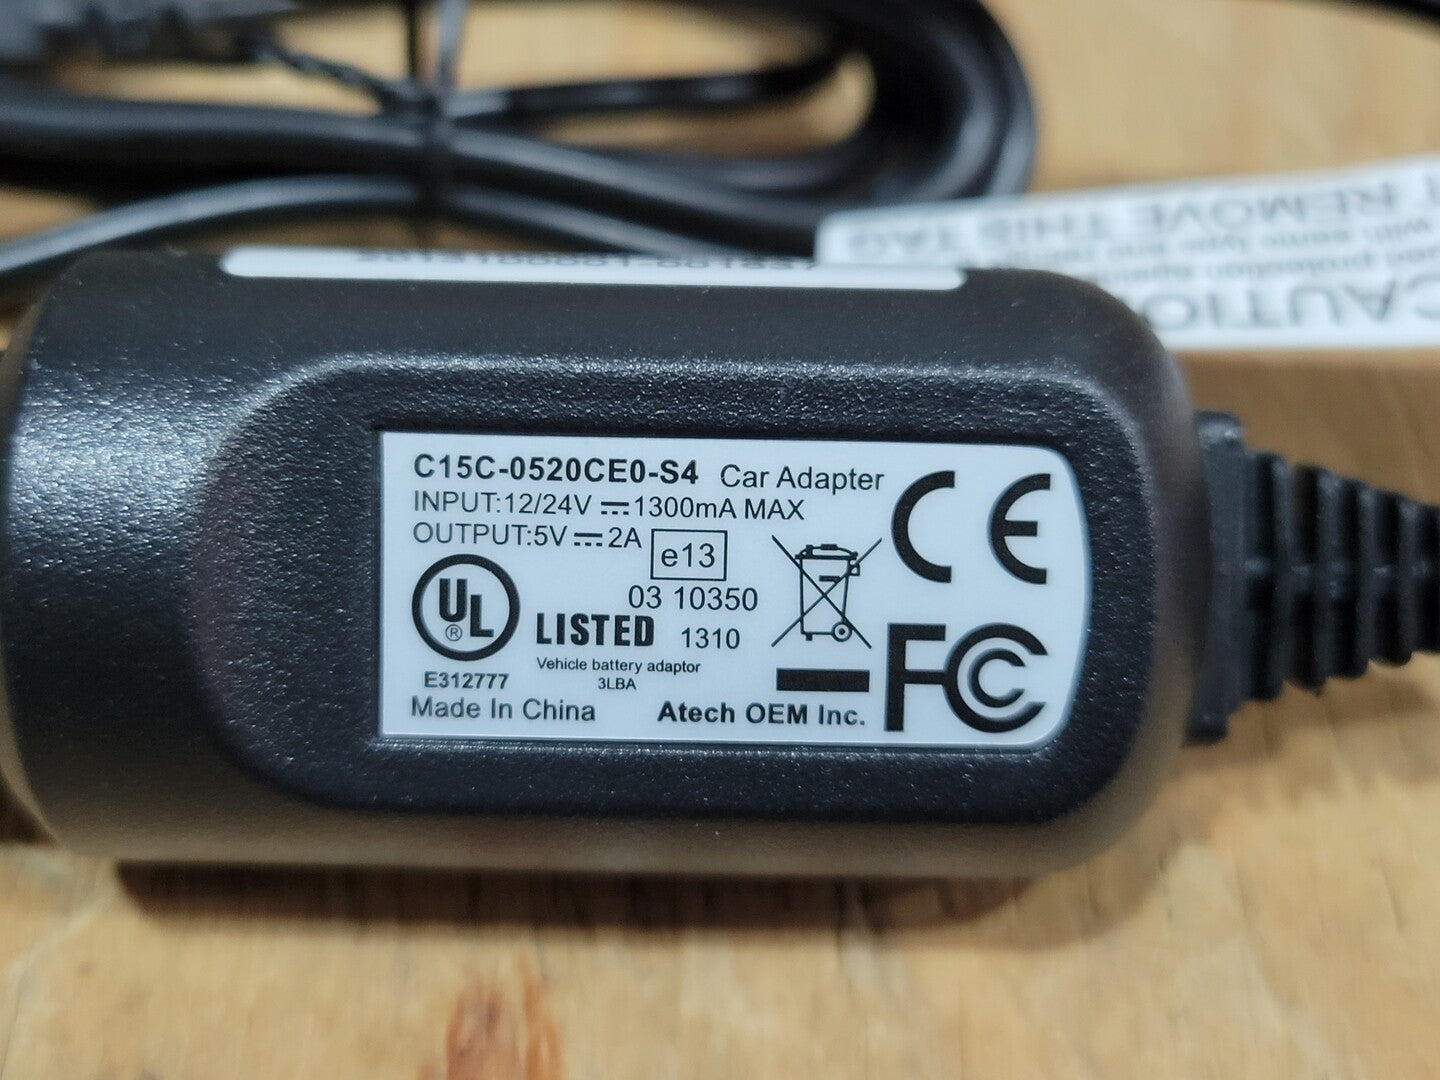 C15C-0520CE0-S4 Car Adapter
INPUT:12/24V ⎓ 1300mA MAX
OUTPUT:5V ⎓ 2A
e13
03 10350
UL
®
LISTED
1310
E312777
Vehicle battery adaptor
3LBA
Made In China
Atech OEM Inc.
CE
FC
REMOVE THIS TAG
CAUTIO